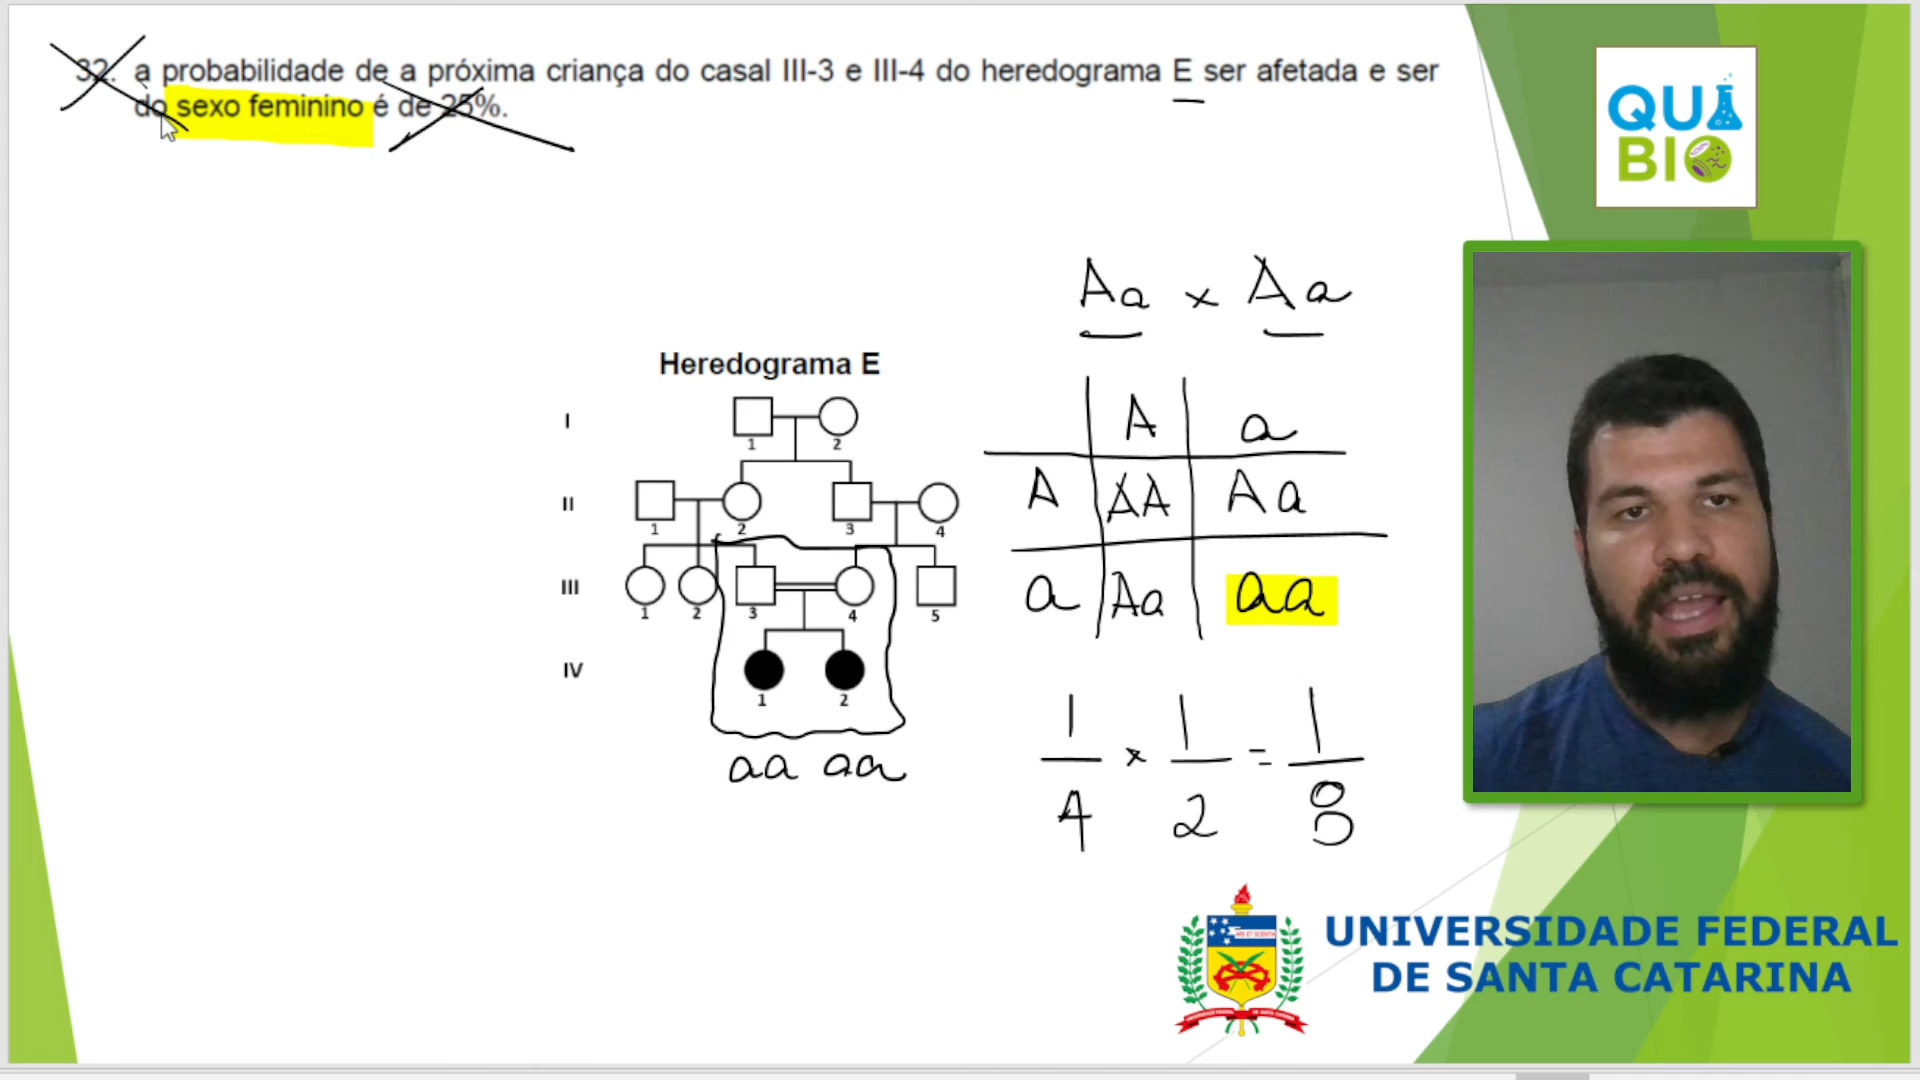 32. a probabilidade de a próxima criança do casal III-3 e III-4 do heredograma E ser afetada e ser
do sexo feminino é de 25%.
QUI
BIO
Aa x Aa
Heredograma E
I
1 2
II
1 2 3 4
III
1 2 3 4 5
IV
1 2
aa aa
A a
A AA Aa
a Aa aa
1 1 1
— x — = —
4 2 8
UNIVERSIDADE FEDERAL
DE SANTA CATARINA